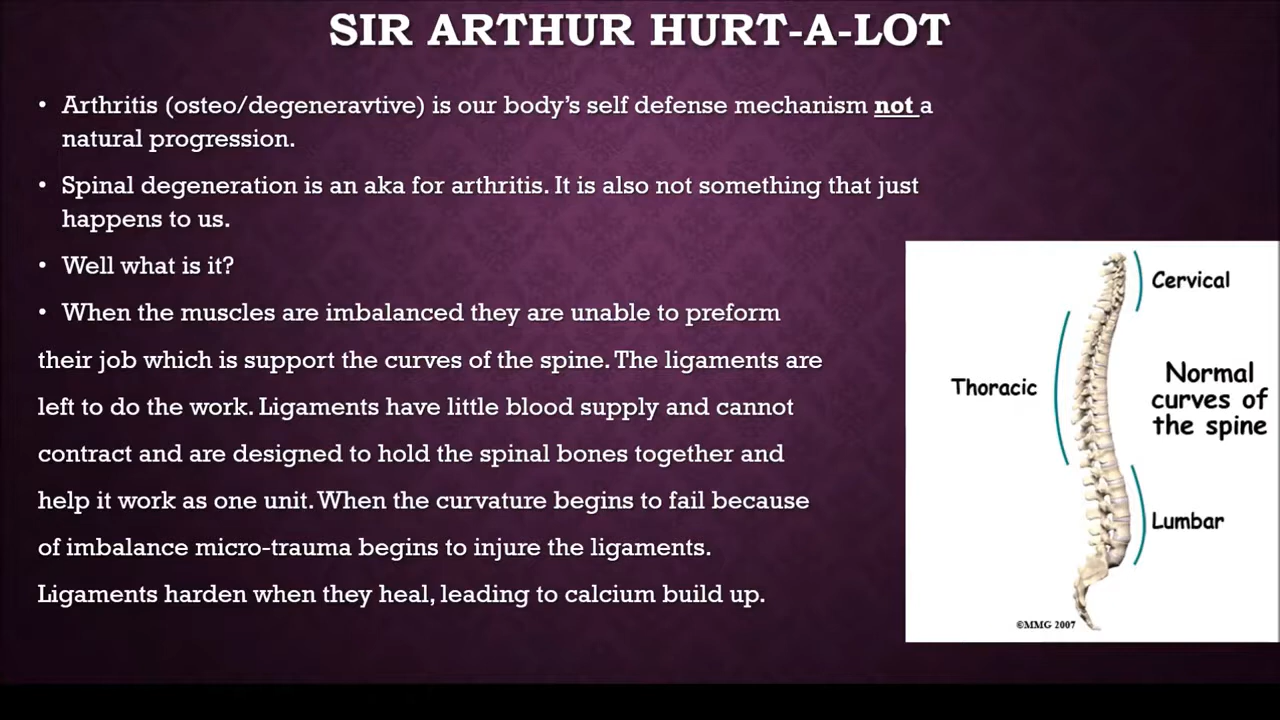 SIR ARTHUR HURT-A-LOT
• Arthritis (osteo/degeneravtive) is our body's self defense mechanism not a
natural progression.
• Spinal degeneration is an aka for arthritis. It is also not something that just
happens to us.
• Well what is it?
• When the muscles are imbalanced they are unable to preform
their job which is support the curves of the spine. The ligaments are
left to do the work. Ligaments have little blood supply and cannot
contract and are designed to hold the spinal bones together and
help it work as one unit. When the curvature begins to fail because
of imbalance micro-trauma begins to injure the ligaments.
Ligaments harden when they heal, leading to calcium build up.
Cervical
Thoracic
Normal
curves of
the spine
Lumbar
©MMG 2007